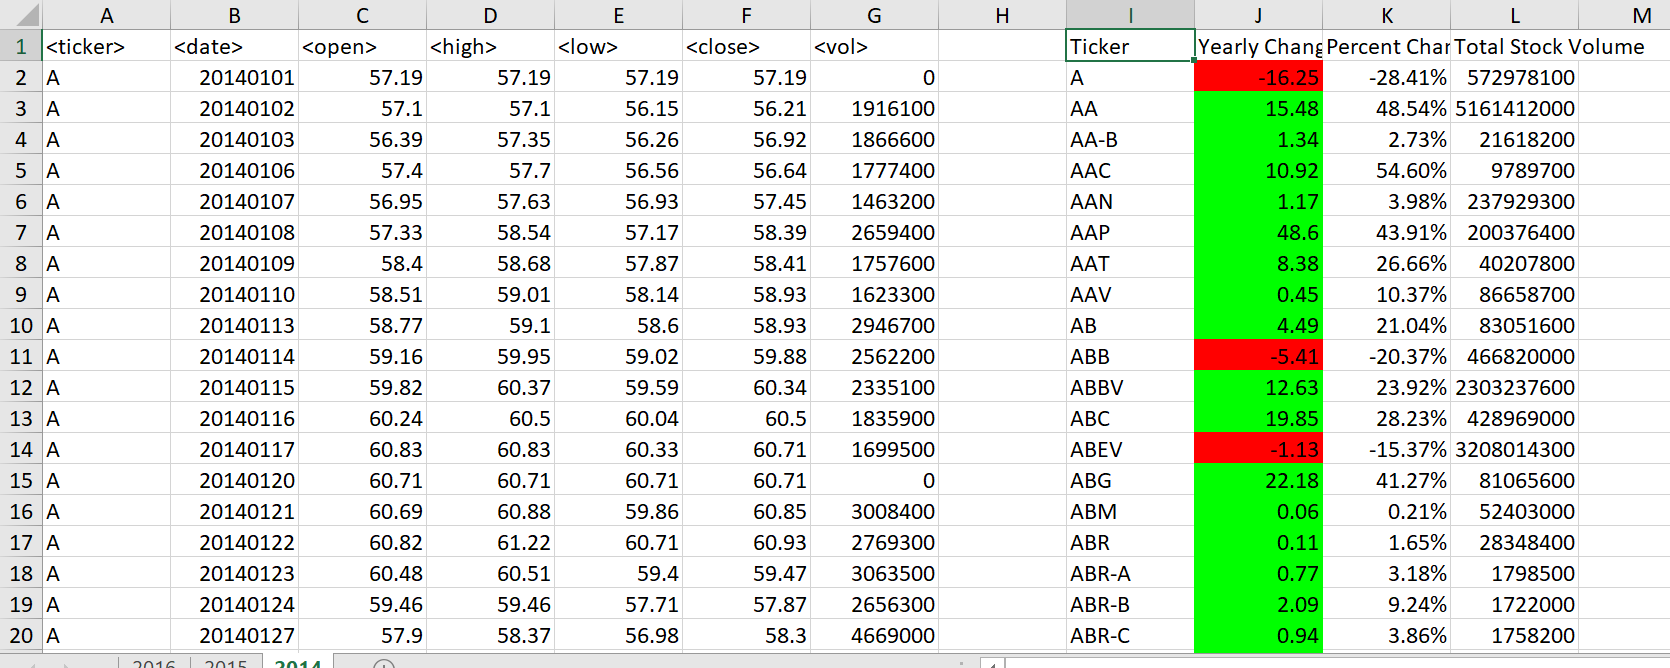 A B C D E F G H I J K L M
1 <ticker> <date> <open> <high> <low> <close> <vol> Ticker Yearly Chang Percent Char Total Stock Volume
2 A 20140101 57.19 57.19 57.19 57.19 0 A -16.25 -28.41% 572978100
3 A 20140102 57.1 57.1 56.15 56.21 1916100 AA 15.48 48.54% 5161412000
4 A 20140103 56.39 57.35 56.26 56.92 1866600 AA-B 1.34 2.73% 21618200
5 A 20140106 57.4 57.7 56.56 56.64 1777400 AAC 10.92 54.60% 9789700
6 A 20140107 56.95 57.63 56.93 57.45 1463200 AAN 1.17 3.98% 237929300
7 A 20140108 57.33 58.54 57.17 58.39 2659400 AAP 48.6 43.91% 200376400
8 A 20140109 58.4 58.68 57.87 58.41 1757600 AAT 8.38 26.66% 40207800
9 A 20140110 58.51 59.01 58.14 58.93 1623300 AAV 0.45 10.37% 86658700
10 A 20140113 58.77 59.1 58.6 58.93 2946700 AB 4.49 21.04% 83051600
11 A 20140114 59.16 59.95 59.02 59.88 2562200 ABB -5.41 -20.37% 466820000
12 A 20140115 59.82 60.37 59.59 60.34 2335100 ABBV 12.63 23.92% 2303237600
13 A 20140116 60.24 60.5 60.04 60.5 1835900 ABC 19.85 28.23% 428969000
14 A 20140117 60.83 60.83 60.33 60.71 1699500 ABEV -1.13 -15.37% 3208014300
15 A 20140120 60.71 60.71 60.71 60.71 0 ABG 22.18 41.27% 81065600
16 A 20140121 60.69 60.88 59.86 60.85 3008400 ABM 0.06 0.21% 52403000
17 A 20140122 60.82 61.22 60.71 60.93 2769300 ABR 0.11 1.65% 28348400
18 A 20140123 60.48 60.51 59.4 59.47 3063500 ABR-A 0.77 3.18% 1798500
19 A 20140124 59.46 59.46 57.71 57.87 2656300 ABR-B 2.09 9.24% 1722000
20 A 20140127 57.9 58.37 56.98 58.3 4669000 ABR-C 0.94 3.86% 1758200
2016 2015 2014